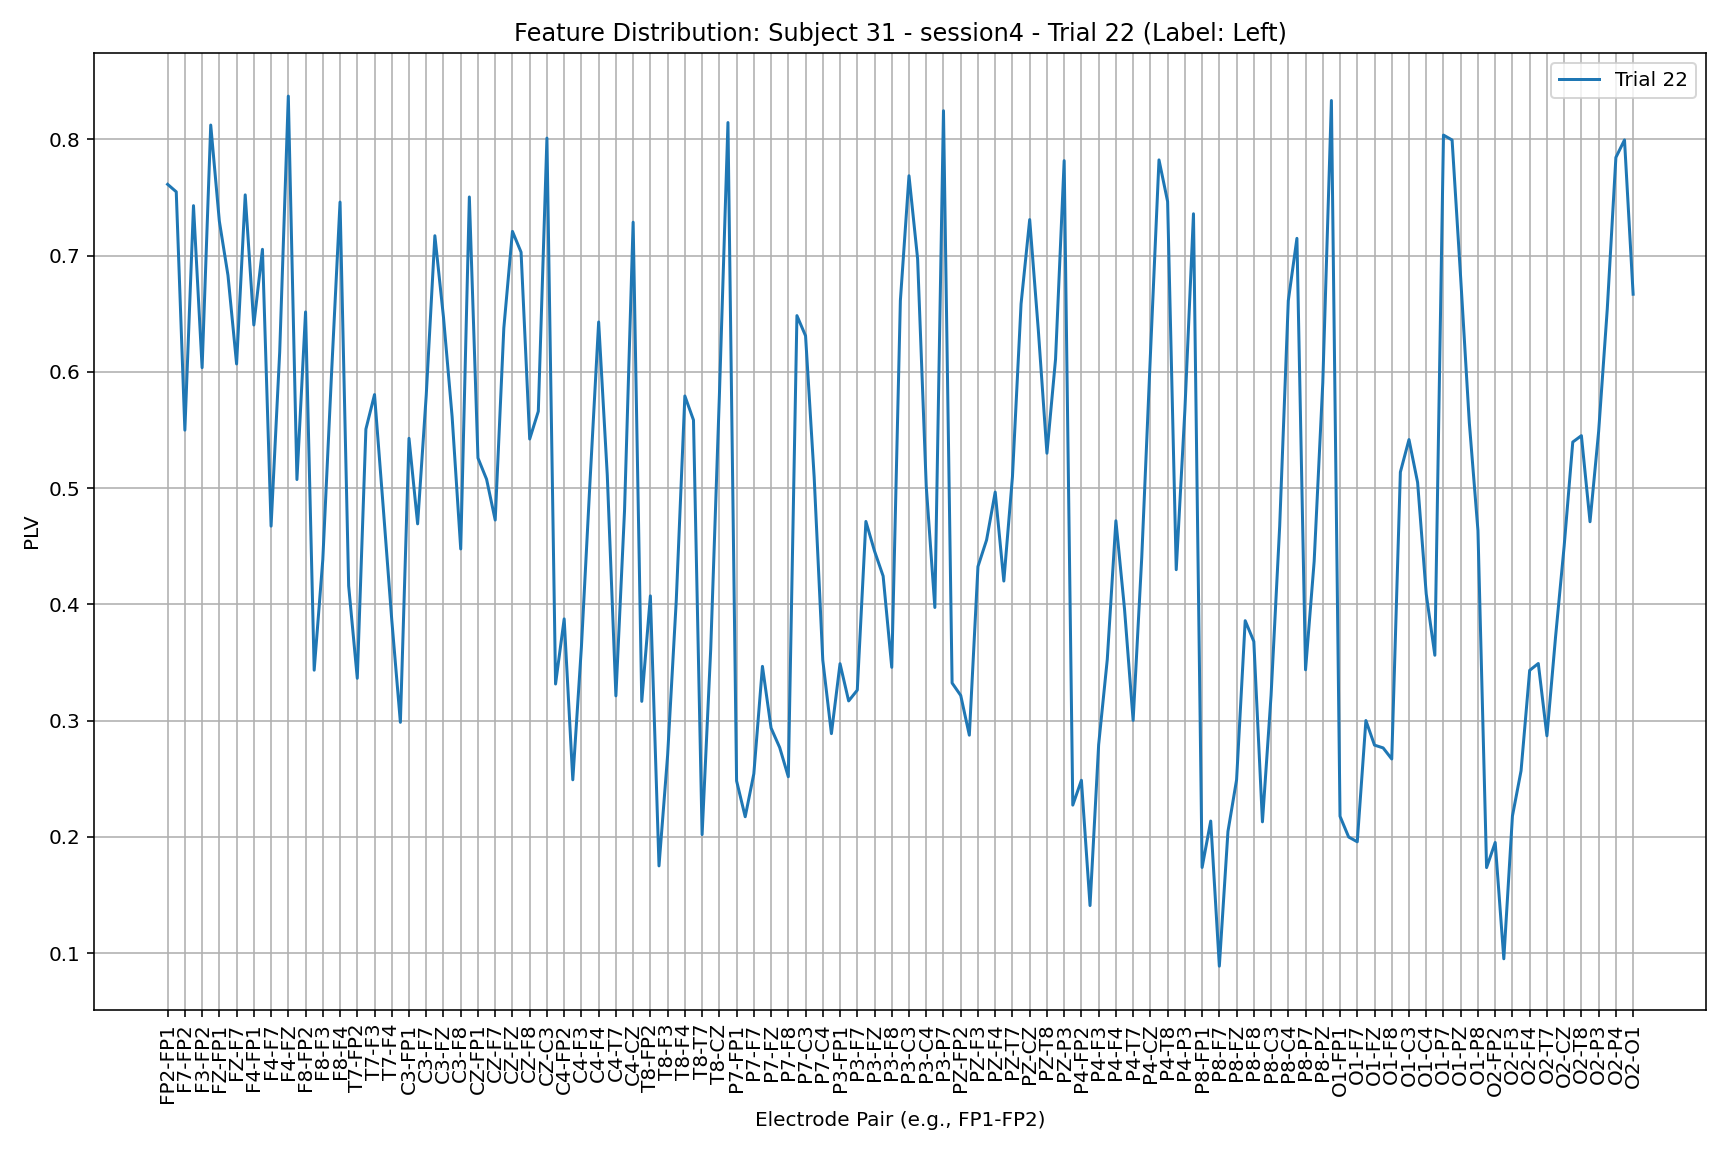 Feature Distribution: Subject 31 - session4 - Trial 22 (Label: Left)
Trial 22
PLV
0.8
0.7
0.6
0.5
0.4
0.3
0.2
0.1
FP2-FP1
F7-FP2
F3-FP2
FZ-FP1
FZ-F7
F4-FP1
F4-F7
F4-FZ
F8-FP2
F8-F3
F8-F4
T7-FP2
T7-F3
T7-F4
C3-FP1
C3-F7
C3-FZ
C3-F8
CZ-FP1
CZ-F7
CZ-FZ
CZ-F8
CZ-C3
C4-FP2
C4-F3
C4-F4
C4-T7
C4-CZ
T8-FP2
T8-F3
T8-F4
T8-T7
T8-CZ
P7-FP1
P7-F7
P7-FZ
P7-F8
P7-C3
P7-C4
P3-FP1
P3-F7
P3-FZ
P3-F8
P3-C3
P3-C4
P3-P7
PZ-FP2
PZ-F3
PZ-F4
PZ-T7
PZ-CZ
PZ-T8
PZ-P3
P4-FP2
P4-F3
P4-F4
P4-T7
P4-CZ
P4-T8
P4-P3
P8-FP1
P8-F7
P8-FZ
P8-F8
P8-C3
P8-C4
P8-P7
P8-PZ
O1-FP1
O1-F7
O1-FZ
O1-F8
O1-C3
O1-C4
O1-P7
O1-PZ
O1-P8
O2-FP2
O2-F3
O2-F4
O2-T7
O2-CZ
O2-T8
O2-P3
O2-P4
O2-O1
Electrode Pair (e.g., FP1-FP2)